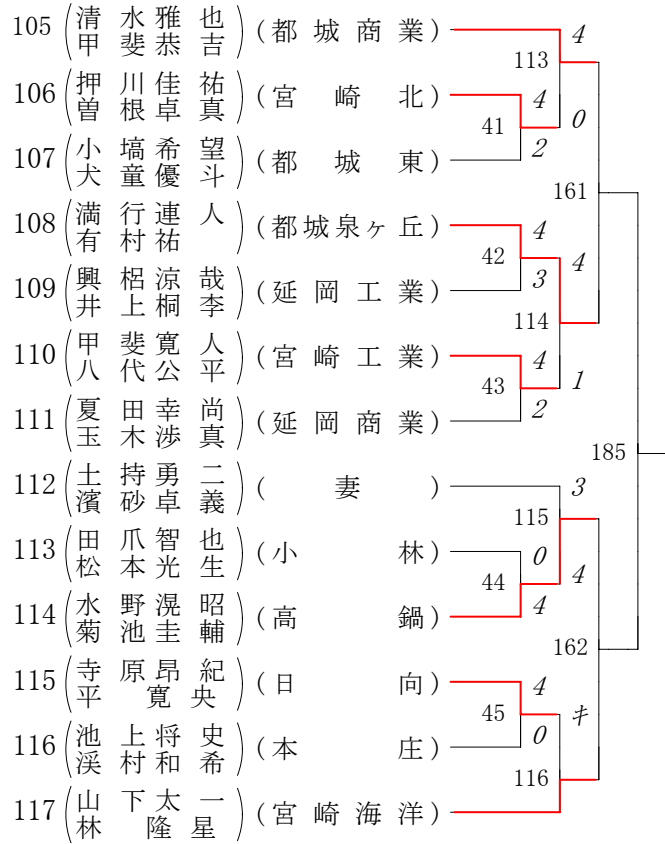 105 清水雅也 甲斐恭吉 (都城商業)
4
113
106 押川佳祐 曽根卓真 (宮崎北)
4
0
41
107 小塙希望 犬童優斗 (都城東)
2
161
108 満行連人 有村祐 (都城泉ヶ丘)
4
42
4
109 興梠涼哉 井上桐李 (延岡工業)
3
114
110 甲斐寛人 八代公平 (宮崎工業)
4
43
1
111 夏田幸尚 玉木渉真 (延岡商業)
2
185
112 土持勇二 濱砂卓義 (妻)
3
115
113 田爪智也 松本光生 (小林)
0
44
4
114 水野滉昭 菊池圭輔 (高鍋)
4
162
115 寺原昂紀 平寛央 (日向)
4
45
キ
116 池上将史 渓村和希 (本庄)
0
116
117 山下太一 林隆星 (宮崎海洋)